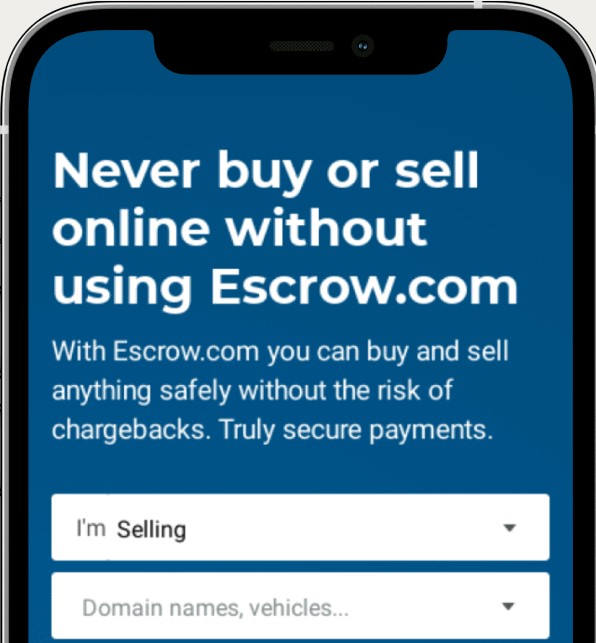 Never buy or sell
online without
using Escrow.com
With Escrow.com you can buy and sell
anything safely without the risk of
chargebacks. Truly secure payments.
I'm Selling
Domain names, vehicles...